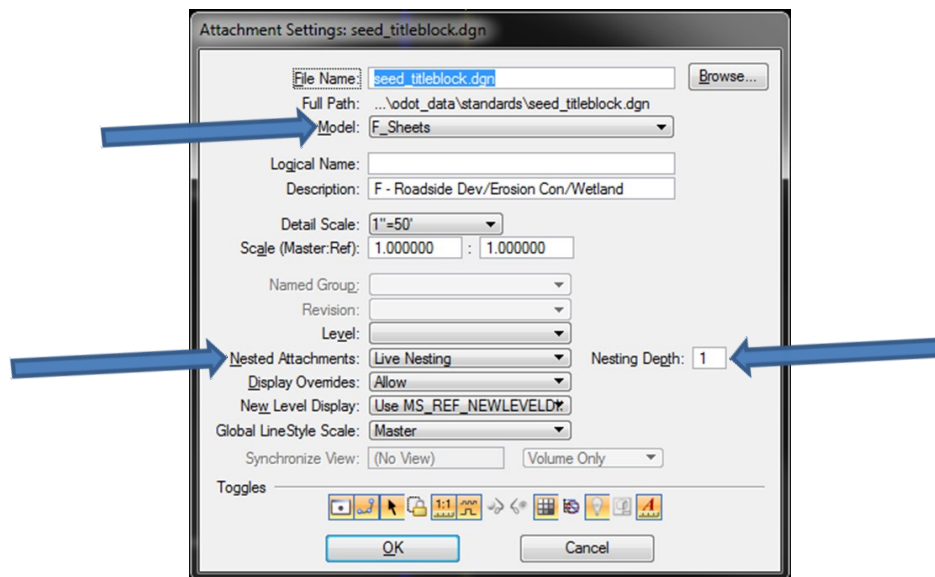 Attachment Settings: seed_titleblock.dgn
File Name: seed_titleblock.dgn Browse...
Full Path: ...\odot_data\standards\seed_titleblock.dgn
Model: F_Sheets
Logical Name:
Description: F - Roadside Dev/Erosion Con/Wetland
Detail Scale: 1"=50'
Scale (Master:Ref): 1.000000 : 1.000000
Named Group:
Revision:
Level:
Nested Attachments: Live Nesting Nesting Depth: 1
Display Overrides: Allow
New Level Display: Use MS_REF_NEWLEVELDI
Global LineStyle Scale: Master
Synchronize View: (No View) Volume Only
Toggles
1:1 A
OK Cancel